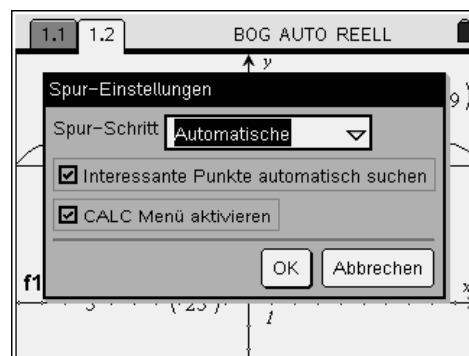 1.1 1.2 BOG AUTO REELL
y
Spur-Einstellungen
9
Spur-Schritt Automatische
Interessante Punkte automatisch suchen
CALC Menü aktivieren
OK Abbrechen
f1
x
1